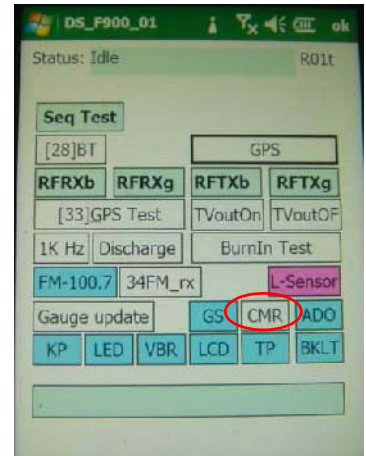 DS_F900_01 ok
Status: Idle R01t
Seq Test
[28]BT GPS
RFRXb RFRXg RFTXb RFTXg
[33]GPS Test TVoutOn TVoutOF
1K Hz Discharge BurnIn Test
FM-100.7 34FM_rx L-Sensor
Gauge update GS CMR ADO
KP LED VBR LCD TP BKLT